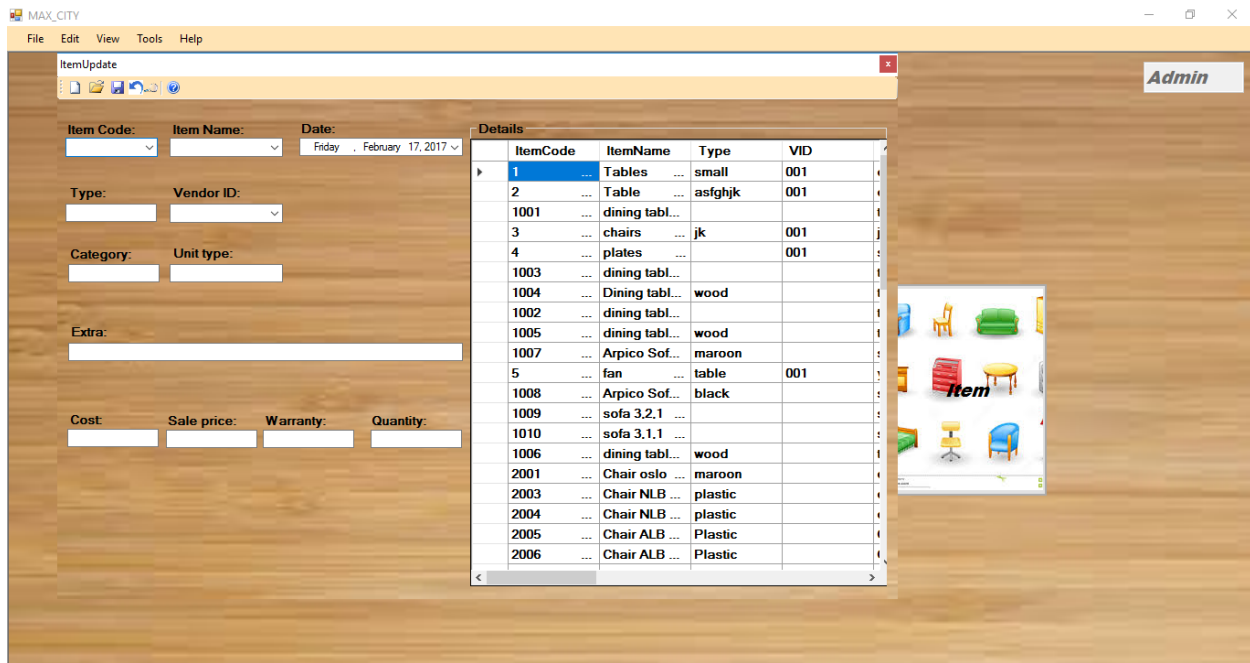 MAX_CITY
File Edit View Tools Help
ItemUpdate
Admin
Item Code: Item Name: Date:
Friday , February 17, 2017
Type: Vendor ID:
Category: Unit type:
Extra:
Cost: Sale price: Warranty: Quantity:
Details
ItemCode ItemName Type VID
1 ... Tables ... small 001
2 ... Table ... asfghjk 001
1001 ... dining tabl...
3 ... chairs ... jk 001
4 ... plates ... 001
1003 ... dining tabl...
1004 ... Dining tabl... wood
1002 ... dining tabl...
1005 ... dining tabl... wood
1007 ... Arpico Sof... maroon
5 ... fan ... table 001
1008 ... Arpico Sof... black
1009 ... sofa 3,2,1 ...
1010 ... sofa 3,1,1 ...
1006 ... dining tabl... wood
2001 ... Chair oslo ... maroon
2003 ... Chair NLB ... plastic
2004 ... Chair NLB ... plastic
2005 ... Chair ALB ... Plastic
2006 ... Chair ALB ... Plastic
Item